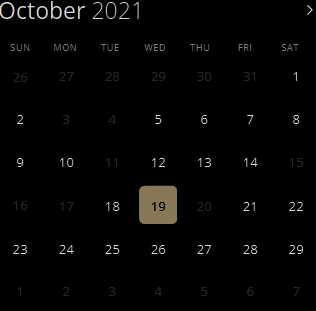 October 2021
SUN MON TUE WED THU FRI SAT
26 27 28 29 30 31 1
2 3 4 5 6 7 8
9 10 11 12 13 14 15
16 17 18 19 20 21 22
23 24 25 26 27 28 29
1 2 3 4 5 6 7